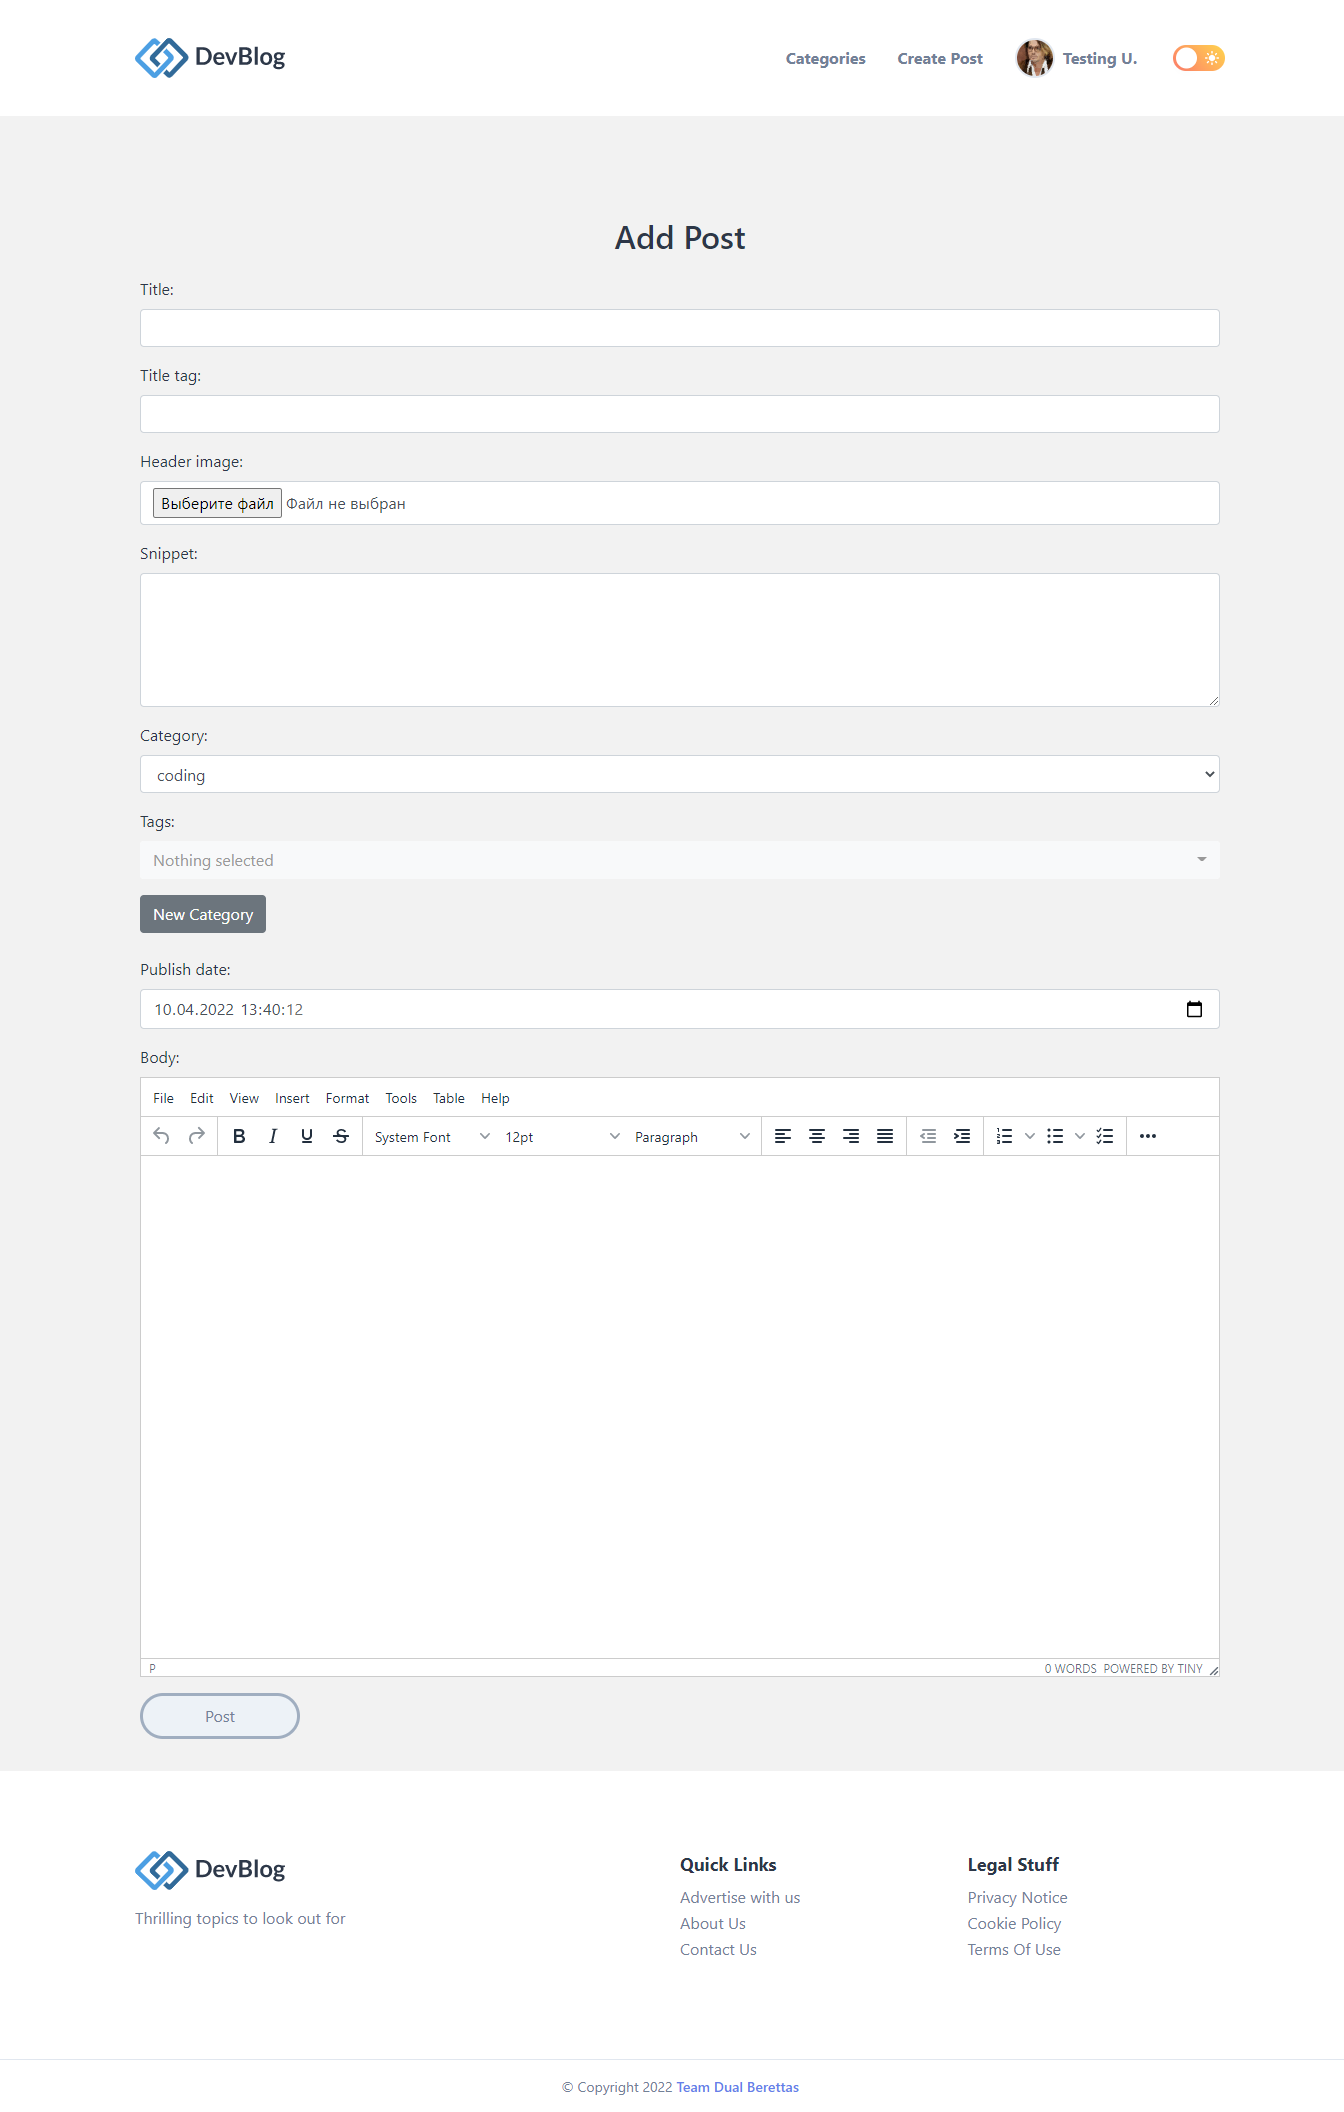 DevBlog
Categories Create Post Testing U.
Add Post
Title:
Title tag:
Header image:
Выберите файл Файл не выбран
Snippet:
Category:
coding
Tags:
Nothing selected
New Category
Publish date:
10.04.2022 13:40:12
Body:
File Edit View Insert Format Tools Table Help
B I U S System Font 12pt Paragraph
P 0 WORDS POWERED BY TINY
Post
DevBlog
Thrilling topics to look out for
Quick Links
Advertise with us
About Us
Contact Us
Legal Stuff
Privacy Notice
Cookie Policy
Terms Of Use
© Copyright 2022 Team Dual Berettas